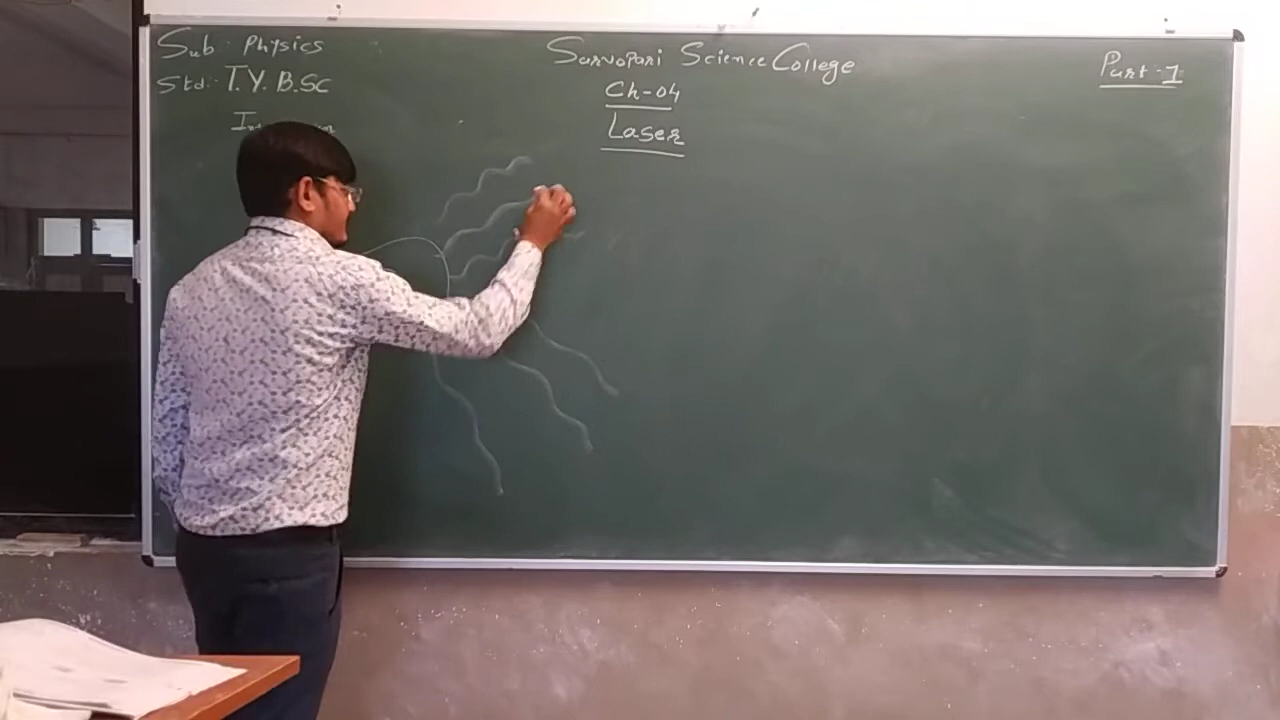 Sub: Physics
Std: T.Y. B.Sc
Sarvopari Science College
Ch-04
Laser
Part-1